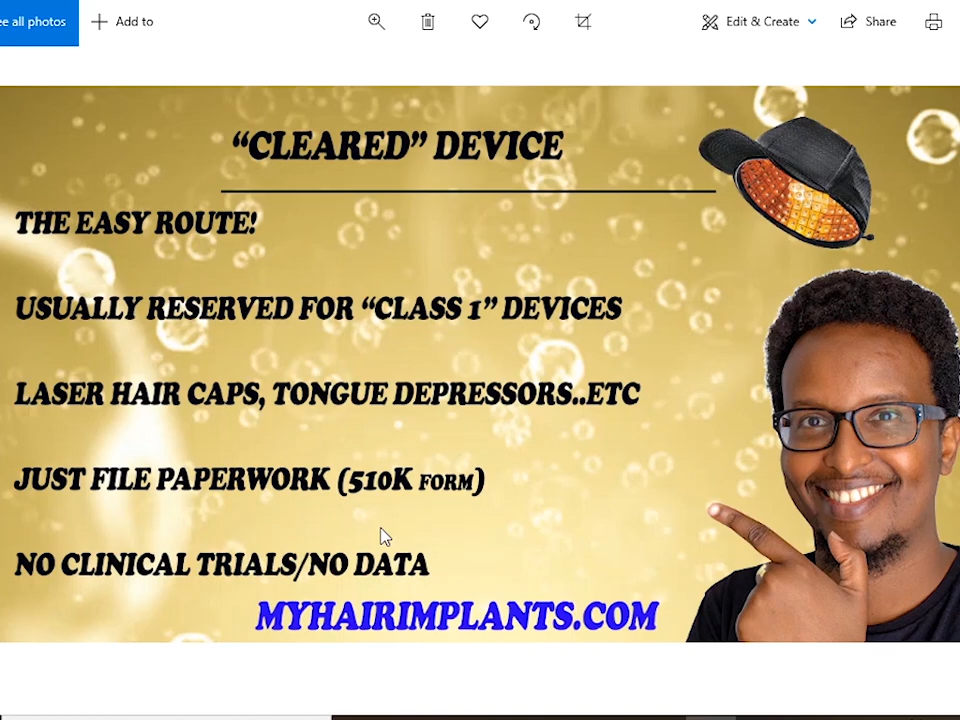 ee all photos
Add to
Edit & Create
Share
“CLEARED” DEVICE
THE EASY ROUTE!
USUALLY RESERVED FOR “CLASS 1” DEVICES
LASER HAIR CAPS, TONGUE DEPRESSORS..ETC
JUST FILE PAPERWORK (510K FORM)
NO CLINICAL TRIALS/NO DATA
MYHAIRIMPLANTS.COM